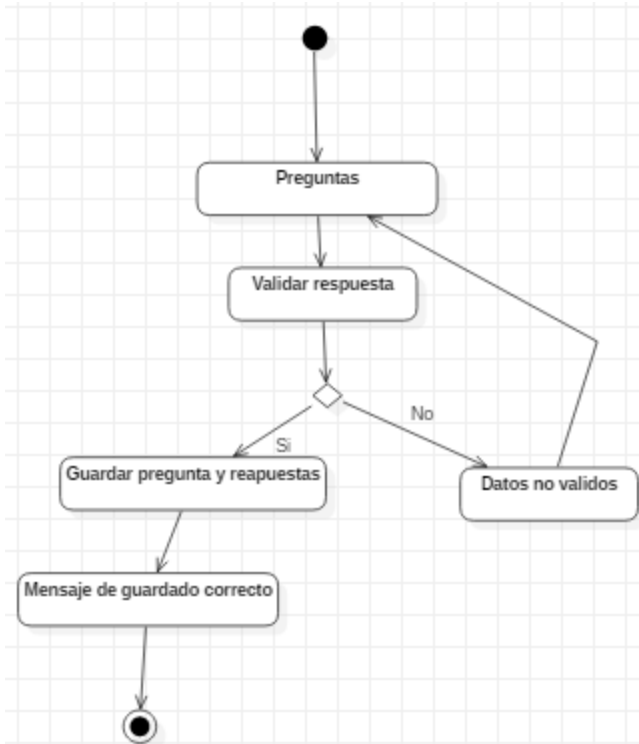 Preguntas
Validar respuesta
No
Si
Guardar pregunta y reapuestas
Datos no validos
Mensaje de guardado correcto